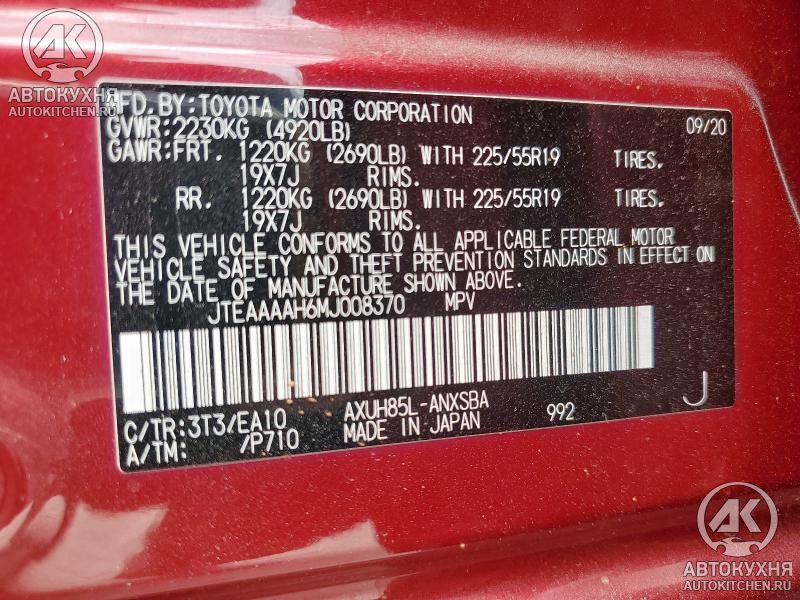 АК
АВТОКУХНЯ
AUTOKITCHEN.RU
MFD. BY:TOYOTA MOTOR CORPORATION 09/20
GVWR:2230KG (4920LB)
GAWR:FRT. 1220KG (2690LB) WITH 225/55R19 TIRES.
19X7J RIMS.
RR. 1220KG (2690LB) WITH 225/55R19 TIRES.
19X7J RIMS.
THIS VEHICLE CONFORMS TO ALL APPLICABLE FEDERAL MOTOR
VEHICLE SAFETY AND THEFT PREVENTION STANDARDS IN EFFECT ON
THE DATE OF MANUFACTURE SHOWN ABOVE.
JTEAAAAH6MJ008370 MPV
C/TR:3T3/EA10 AXUH85L-ANXSBA 992 J
A/TM: /P710 MADE IN JAPAN
АК
АВТОКУХНЯ
AUTOKITCHEN.RU